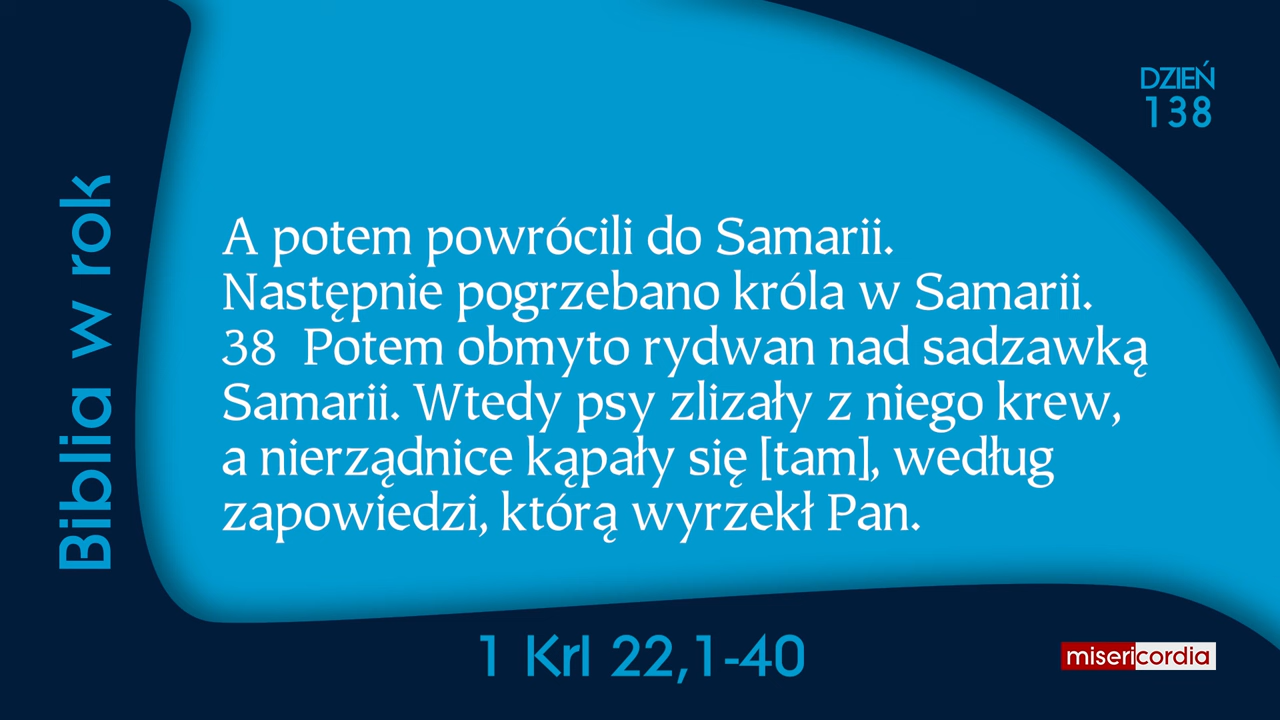 DZIEŃ
138
Biblia w rok
A potem powrócili do Samarii.
Następnie pogrzebano króla w Samarii.
38 Potem obmyto rydwan nad sadzawką
Samarii. Wtedy psy zlizały z niego krew,
a nierządnice kąpały się [tam], według
zapowiedzi, którą wyrzekł Pan.
1 Krl 22,1-40
misericordia